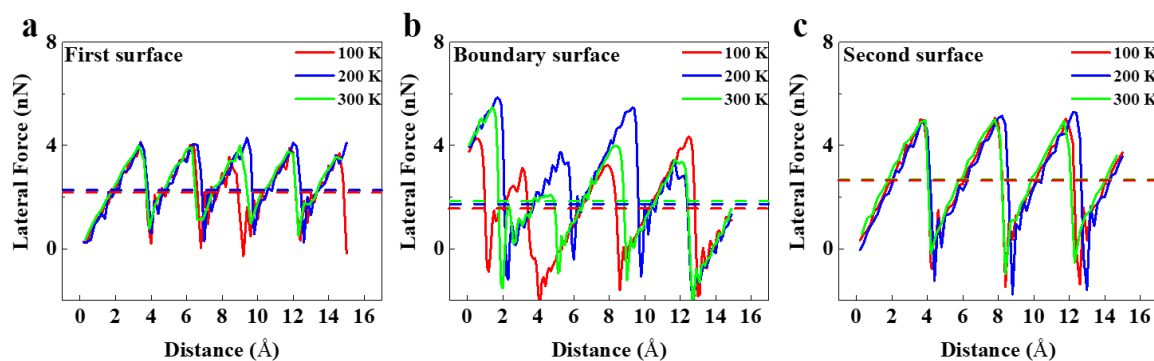 a
First surface
100 K
200 K
300 K
Lateral Force (nN)
8
4
0
0 2 4 6 8 10 12 14 16
Distance (Å)
b
Boundary surface
100 K
200 K
300 K
Lateral Force (nN)
8
4
0
0 2 4 6 8 10 12 14 16
Distance (Å)
c
Second surface
100 K
200 K
300 K
Lateral Force (nN)
8
4
0
0 2 4 6 8 10 12 14 16
Distance (Å)